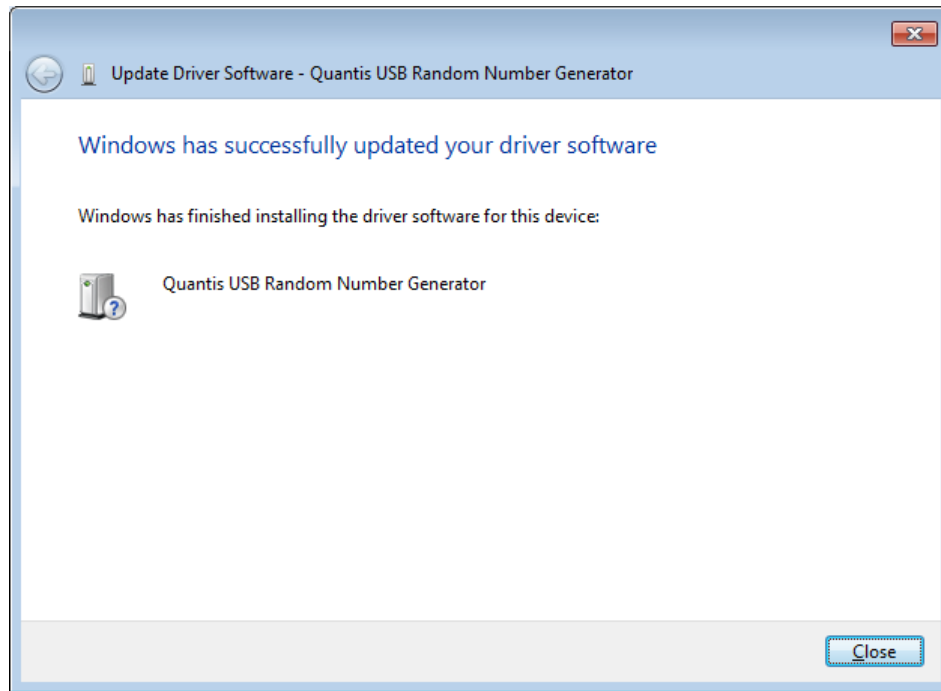 Update Driver Software - Quantis USB Random Number Generator
Windows has successfully updated your driver software
Windows has finished installing the driver software for this device:
Quantis USB Random Number Generator
Close